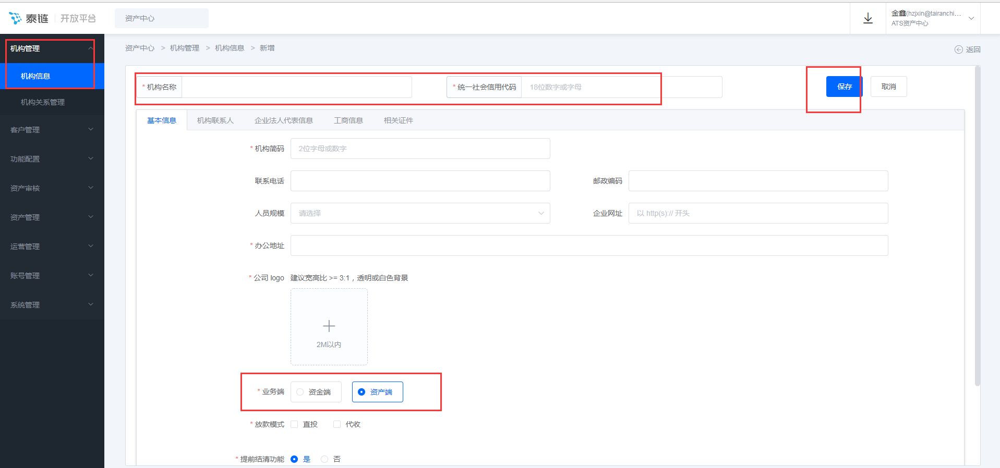 泰链 开放平台
资产中心
金鑫(hzjxin@tairanchi...
ATS资产中心
机构管理
机构信息
机构关系管理
客户管理
功能配置
资产审核
资产管理
运营管理
账号管理
系统管理
资产中心 > 机构管理 > 机构信息 > 新增
返回
* 机构名称
* 统一社会信用代码 18位数字或字母
保存 取消
基本信息 机构联系人 企业法人代表信息 工商信息 相关证件
* 机构简码 2位字母或数字
联系电话 邮政编码
人员规模 请选择 企业网址 以 http(s):// 开头
* 办公地址
* 公司 logo 建议宽高比 >= 3:1，透明或白色背景
2M以内
* 业务端 资金端 资产端
* 放款模式 直投 代收
* 提前结清功能 是 否